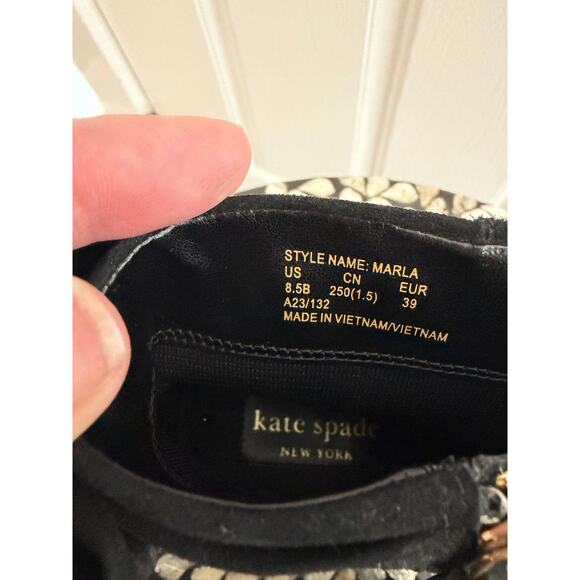 STYLE NAME: MARLA
US CN EUR
8.5B 250(1.5) 39
A23/132
MADE IN VIETNAM/VIETNAM
kate spade
NEW YORK